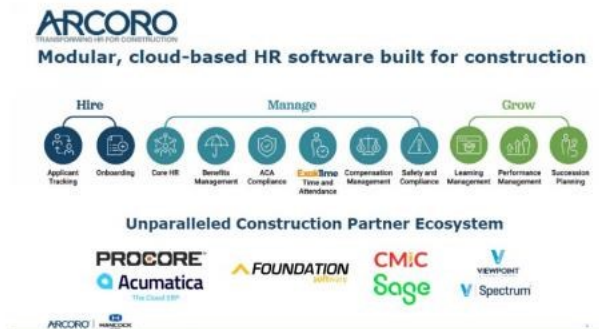 ARCORO
TRANSFORMING HR FOR CONSTRUCTION
Modular, cloud-based HR software built for construction
Hire
Manage
Grow
Applicant Tracking
Onboarding
Core HR
Benefits Management
ACA Compliance
ExakTime Time and Attendance
Compensation Management
Safety and Compliance
Learning Management
Performance Management
Succession Planning
Unparalleled Construction Partner Ecosystem
PROCORE
Acumatica
The Cloud ERP
FOUNDATION
software
CMiC
Sage
VIEWPOINT
Spectrum
ARCORO | HANCOCK